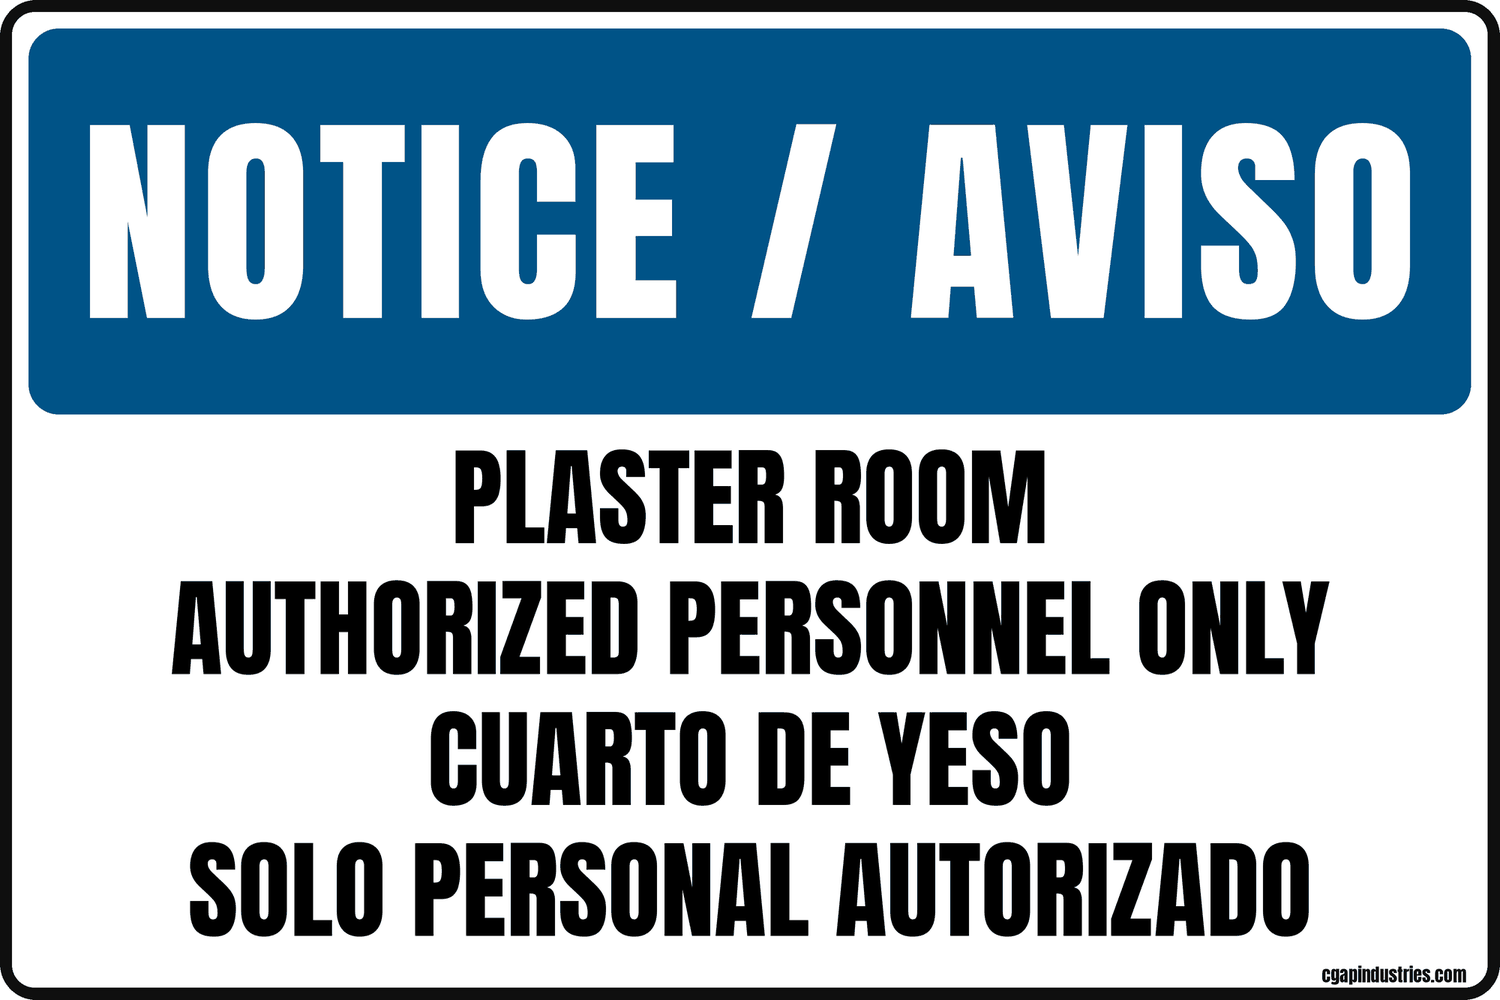 NOTICE / AVISO
PLASTER ROOM
AUTHORIZED PERSONNEL ONLY
CUARTO DE YESO
SOLO PERSONAL AUTORIZADO
cgapindustries.com